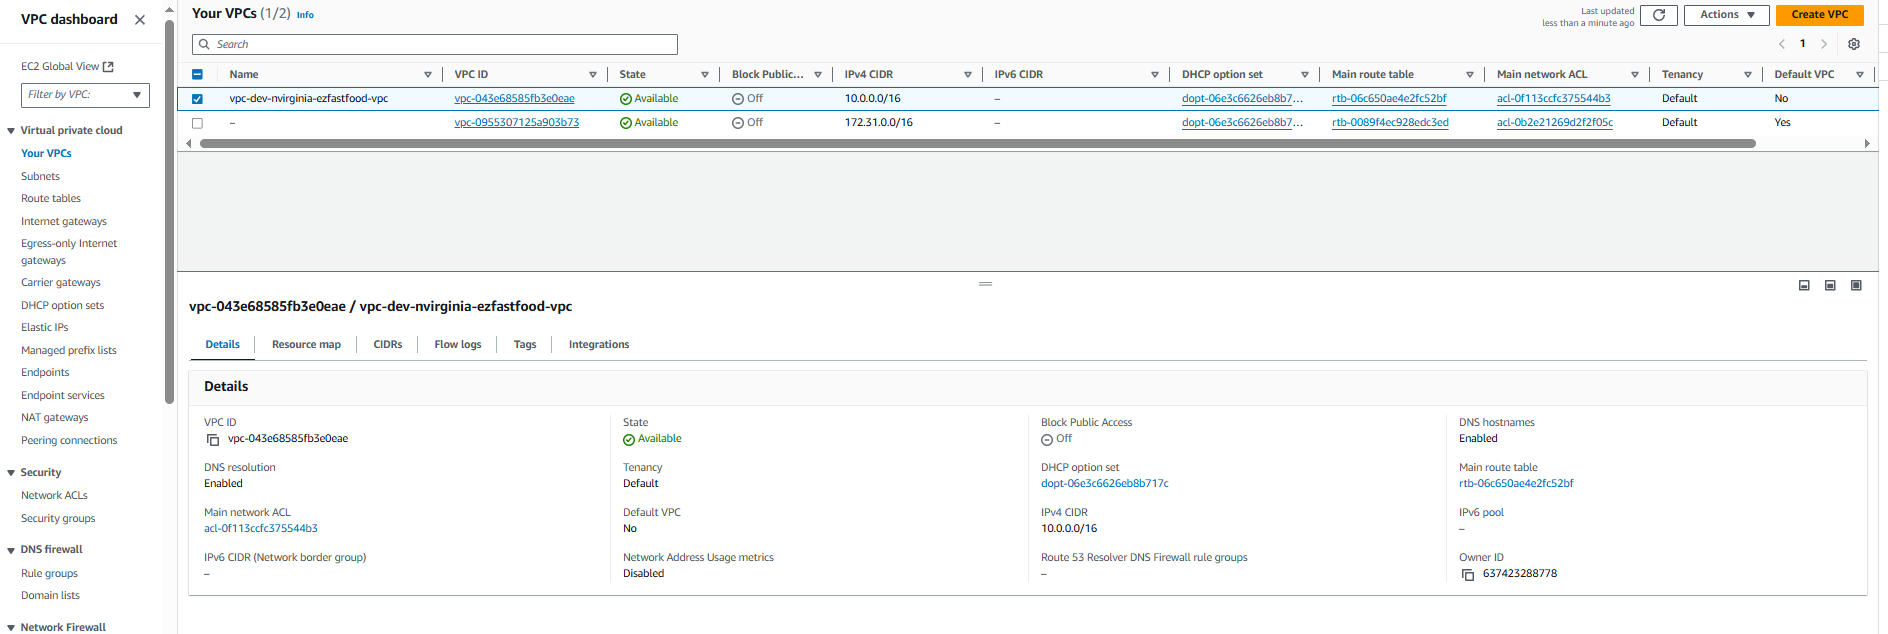 VPC dashboard
EC2 Global View
Filter by VPC:
Virtual private cloud
Your VPCs
Subnets
Route tables
Internet gateways
Egress-only Internet
gateways
Carrier gateways
DHCP option sets
Elastic IPs
Managed prefix lists
Endpoints
Endpoint services
NAT gateways
Peering connections
Security
Network ACLs
Security groups
DNS firewall
Rule groups
Domain lists
Network Firewall
Your VPCs (1/2) Info
Last updated
less than a minute ago
Actions
Create VPC
Search
1
Name VPC ID State Block Public... IPv4 CIDR IPv6 CIDR DHCP option set Main route table Main network ACL Tenancy Default VPC
vpc-dev-nvirginia-ezfastfood-vpc vpc-043e68585fb3e0eae Available Off 10.0.0.0/16 – dopt-06e3c6626eb8b7... rtb-06c650ae4e2fc52bf acl-0f113ccfc375544b3 Default No
– vpc-0955307125a903b73 Available Off 172.31.0.0/16 – dopt-06e3c6626eb8b7... rtb-0089f4ec928edc3ed acl-0b2e21269d2f2f05c Default Yes
vpc-043e68585fb3e0eae / vpc-dev-nvirginia-ezfastfood-vpc
Details Resource map CIDRs Flow logs Tags Integrations
Details
VPC ID State Block Public Access DNS hostnames
vpc-043e68585fb3e0eae Available Off Enabled
DNS resolution Tenancy DHCP option set Main route table
Enabled Default dopt-06e3c6626eb8b717c rtb-06c650ae4e2fc52bf
Main network ACL Default VPC IPv4 CIDR IPv6 pool
acl-0f113ccfc375544b3 No 10.0.0.0/16 –
IPv6 CIDR (Network border group) Network Address Usage metrics Route 53 Resolver DNS Firewall rule groups Owner ID
– Disabled – 637423288778